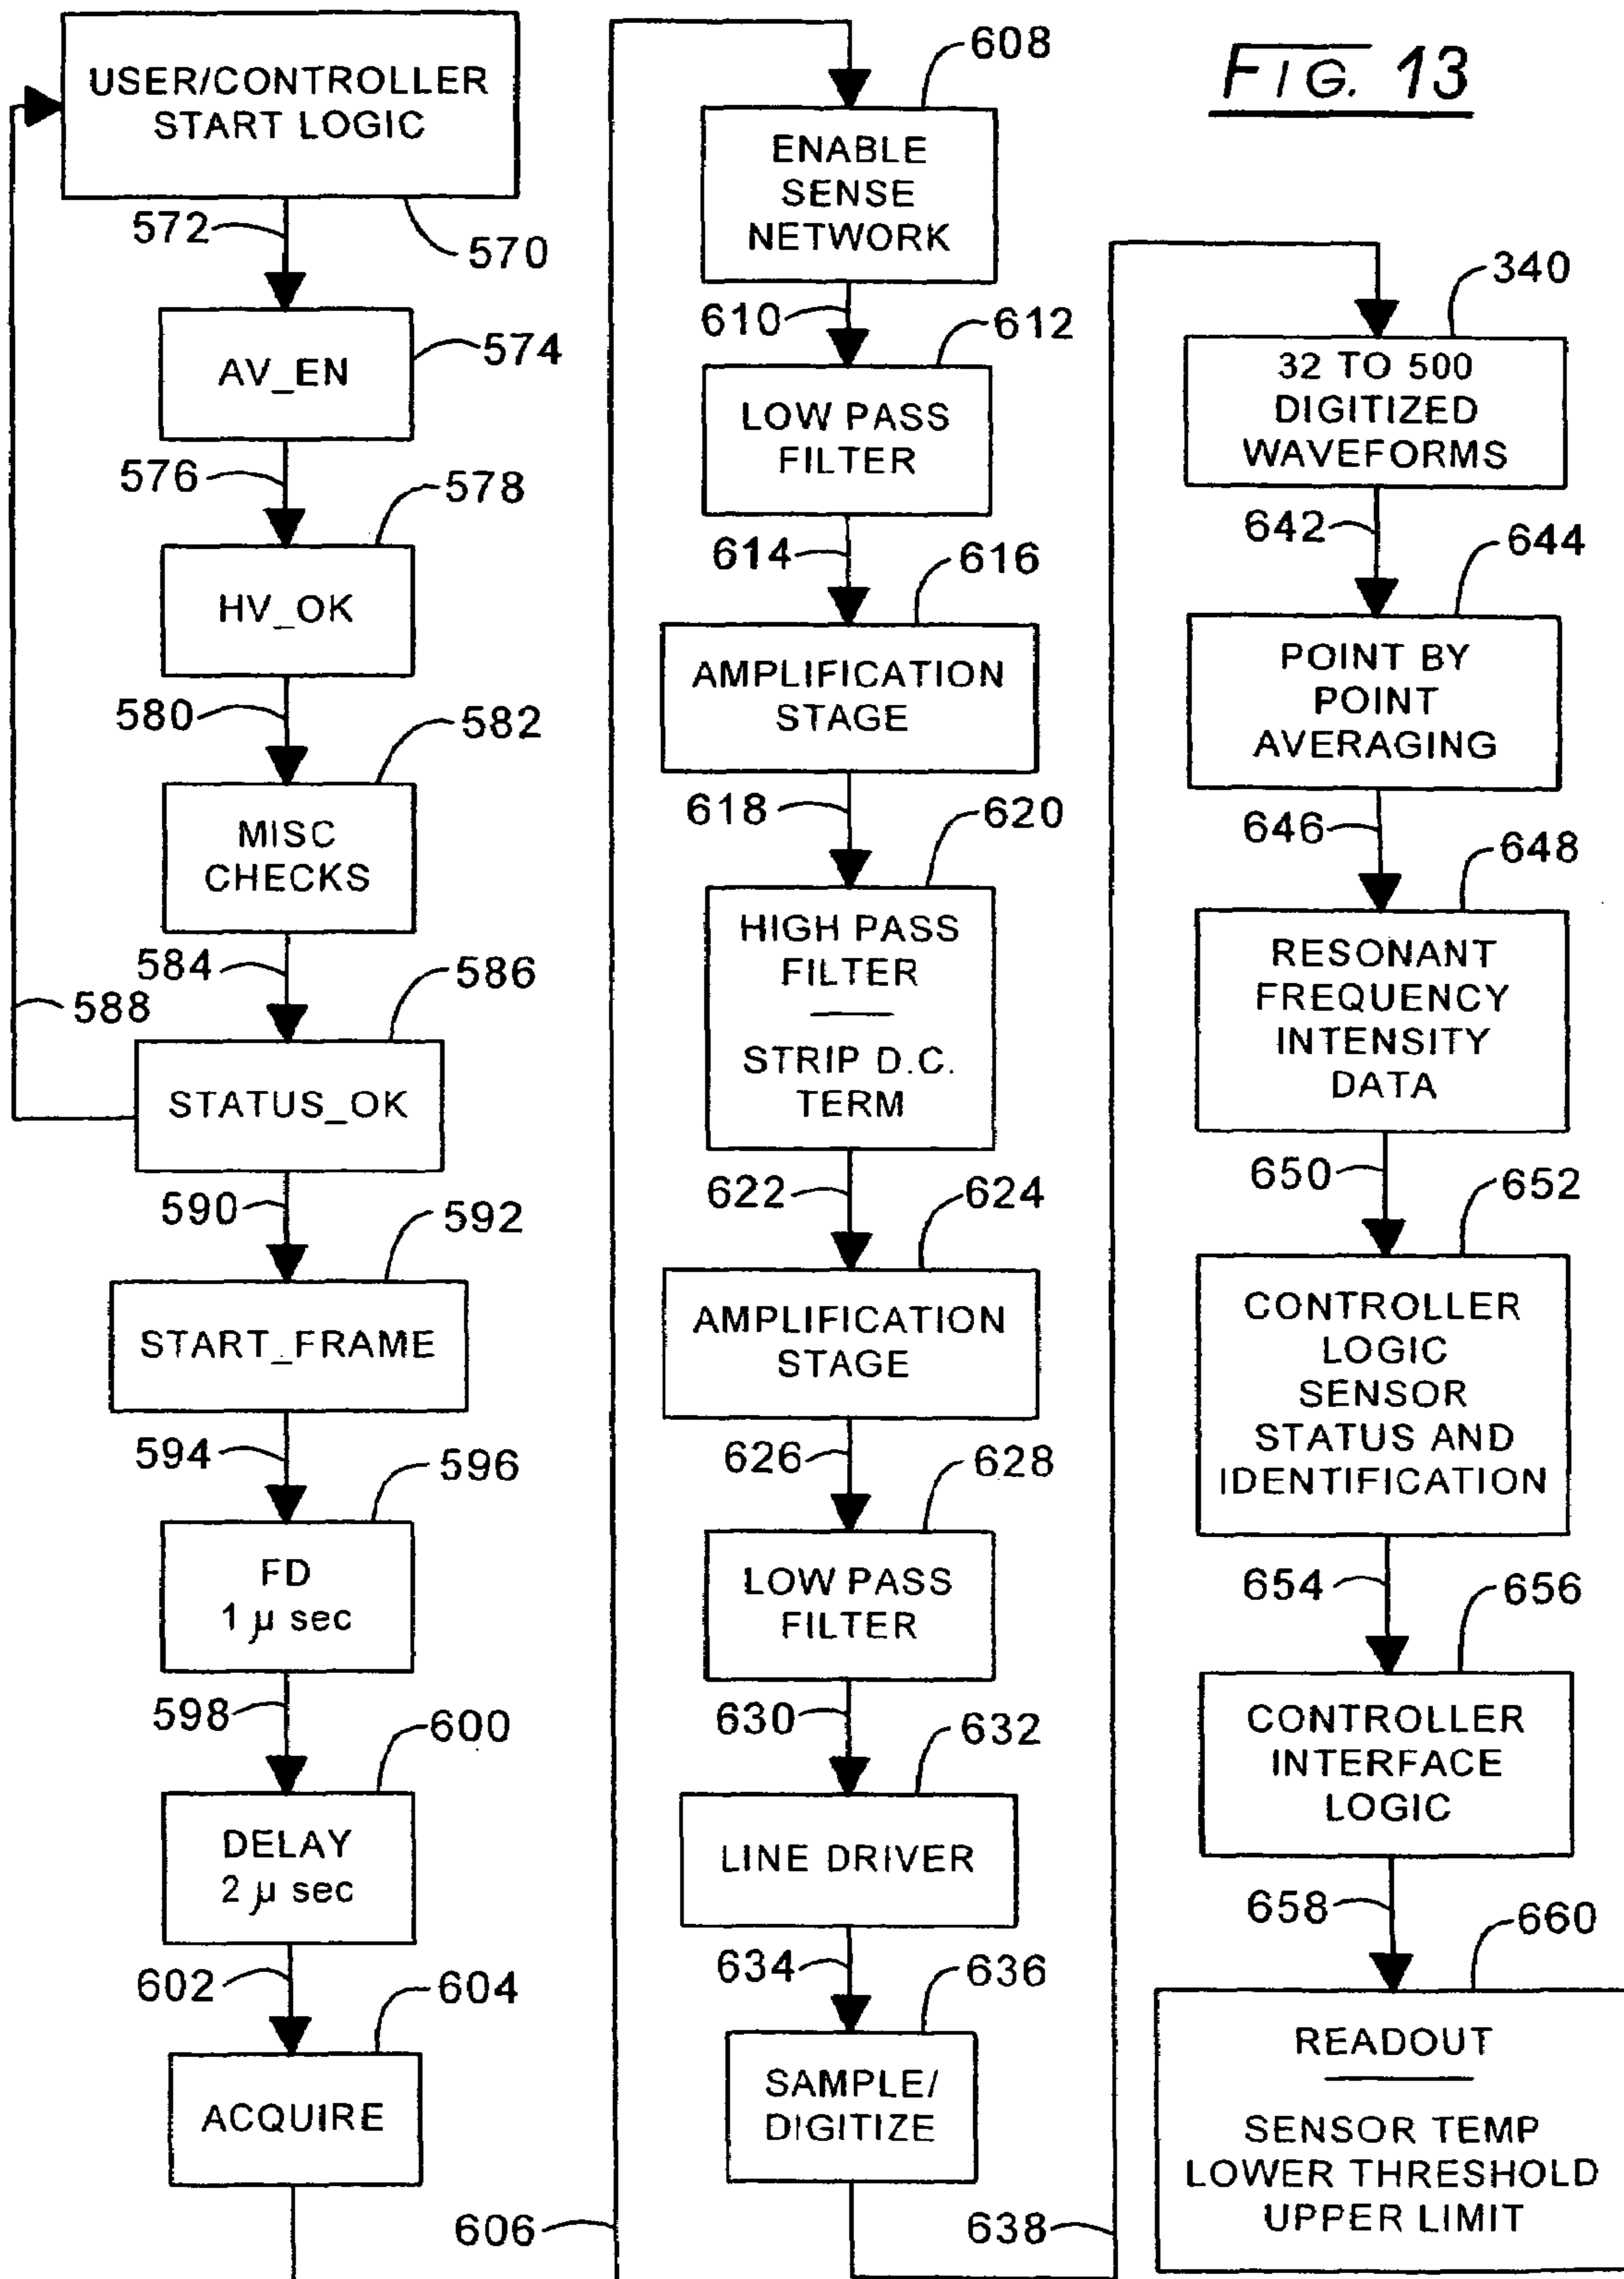 FIG. 13
USER/CONTROLLER
START LOGIC
570
572
AV_EN
574
576
HV_OK
578
580
MISC
CHECKS
582
584
STATUS_OK
586
588
590
START_FRAME
592
594
FD
1 µ sec
596
598
DELAY
2 µ sec
600
602
ACQUIRE
604
606
ENABLE
SENSE
NETWORK
608
610
LOW PASS
FILTER
612
614
AMPLIFICATION
STAGE
616
618
HIGH PASS
FILTER
STRIP D.C.
TERM
620
622
AMPLIFICATION
STAGE
624
626
LOW PASS
FILTER
628
630
LINE DRIVER
632
634
SAMPLE/
DIGITIZE
636
638
32 TO 500
DIGITIZED
WAVEFORMS
340
642
POINT BY
POINT
AVERAGING
644
646
RESONANT
FREQUENCY
INTENSITY
DATA
648
650
CONTROLLER
LOGIC
SENSOR
STATUS AND
IDENTIFICATION
652
654
CONTROLLER
INTERFACE
LOGIC
656
658
READOUT
SENSOR TEMP
LOWER THRESHOLD
UPPER LIMIT
660